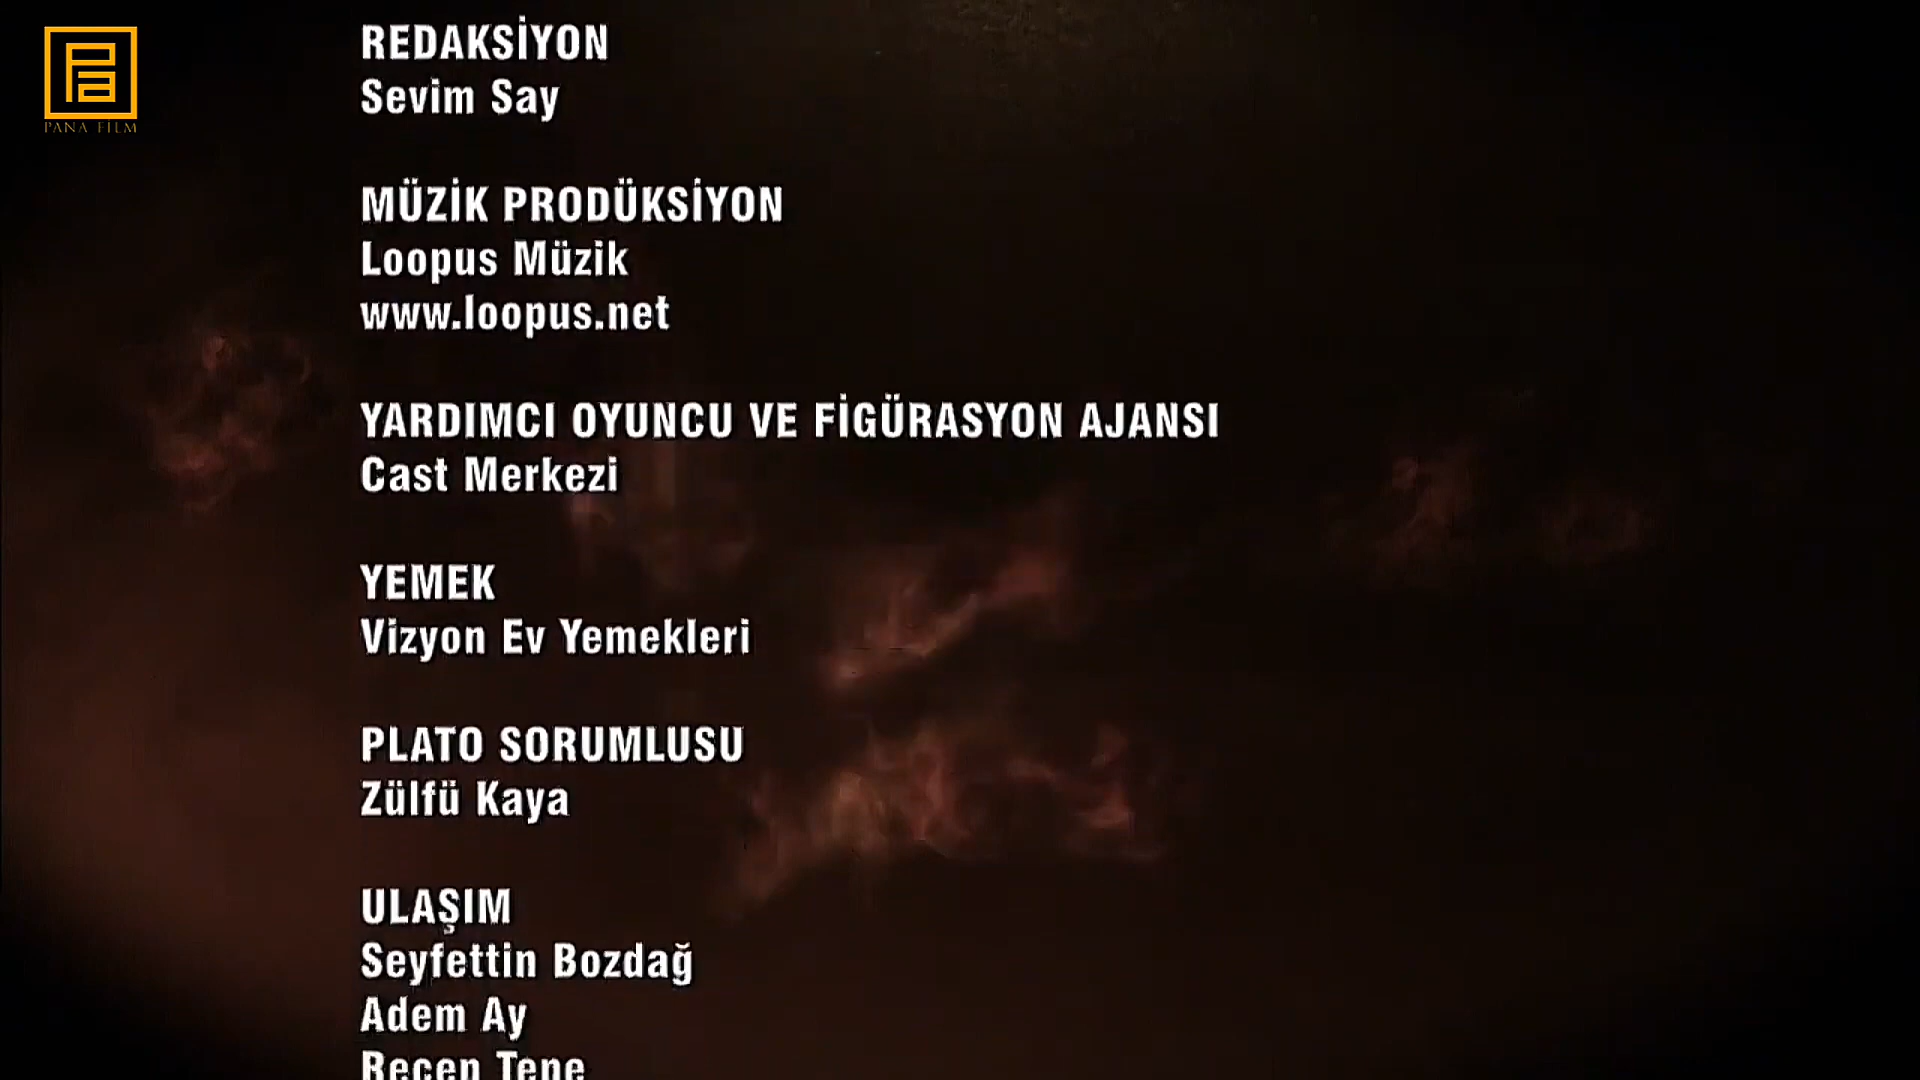 PANA FILM
REDAKSİYON
Sevim Say
MÜZİK PRODÜKSİYON
Loopus Müzik
www.loopus.net
YARDIMCI OYUNCU VE FİGÜRASYON AJANSI
Cast Merkezi
YEMEK
Vizyon Ev Yemekleri
PLATO SORUMLUSU
Zülfü Kaya
ULAŞIM
Seyfettin Bozdağ
Adem Ay
Recep Tepe